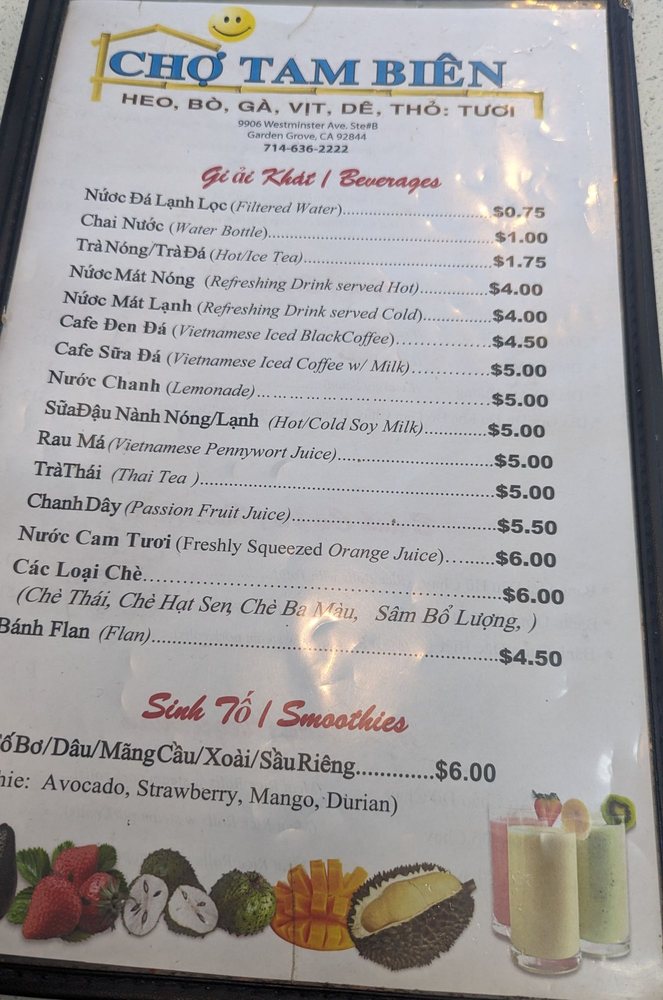 CHỢ TAM BIÊN
HEO, BÒ, GÀ, VỊT, DÊ, THỎ: TƯƠI
9906 Westminster Ave. Ste#B
Garden Grove, CA 92844
714-636-2222
Gi ải Khát / Beverages
Nước Đá Lạnh Lọc (Filtered Water)..............................$0.75
Chai Nước (Water Bottle)..............................$1.00
Trà Nóng/Trà Đá (Hot/Ice Tea)..............................$1.75
Nước Mát Nóng (Refreshing Drink served Hot)..............$4.00
Nước Mát Lạnh (Refreshing Drink served Cold)..............$4.00
Cafe Đen Đá (Vietnamese Iced BlackCoffee)..............$4.50
Cafe Sữa Đá (Vietnamese Iced Coffee w/ Milk)............$5.00
Nước Chanh (Lemonade)..............................$5.00
SữaĐậu Nành Nóng/Lạnh (Hot/Cold Soy Milk)............$5.00
Rau Má (Vietnamese Pennywort Juice)..............................$5.00
TràThái (Thai Tea )..............................$5.00
Chanh Dây (Passion Fruit Juice)..............................$5.50
Nước Cam Tươi (Freshly Squeezed Orange Juice).........$6.00
Các Loại Chè..............................$6.00
(Chè Thái, Chè Hạt Sen, Chè Ba Màu, Sâm Bổ Lượng, )
Bánh Flan (Flan)..............................$4.50
Sinh Tố / Smoothies
Bơ/Dâu/Mãng Cầu/Xoài/Sầu Riêng.............$6.00
Avocado, Strawberry, Mango, Durian)